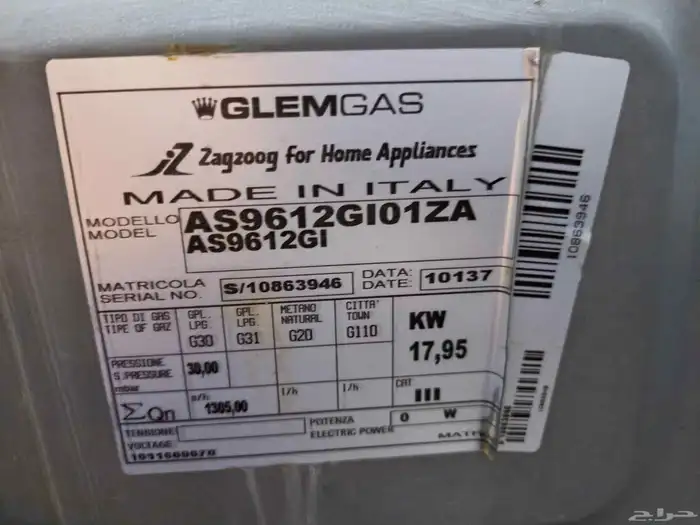 GLEMGAS
Zagzoog for Home Appliances
MADE IN ITALY
MODELLO
MODEL
AS9612GI01ZA
AS9612GI
MATRICOLA
SERIAL NO.
S/10863946
DATA:
DATE:
10137
TIPO DI GAS
TYPE OF GAZ
GPL.
LPG
G30
GPL.
LPG
G31
METANO
NATURAL
G20
CITTA'
TOWN
G110
KW
17,95
PRESSIONE
S.PRESSURE
mbar
30,00
ΣQn
g/h
1305,00
l/h
l/h
CAT
III
TENSIONE
VOLTAGE
POTENZA
ELECTRIC POWER
0 W
MATR
10863946
حراج